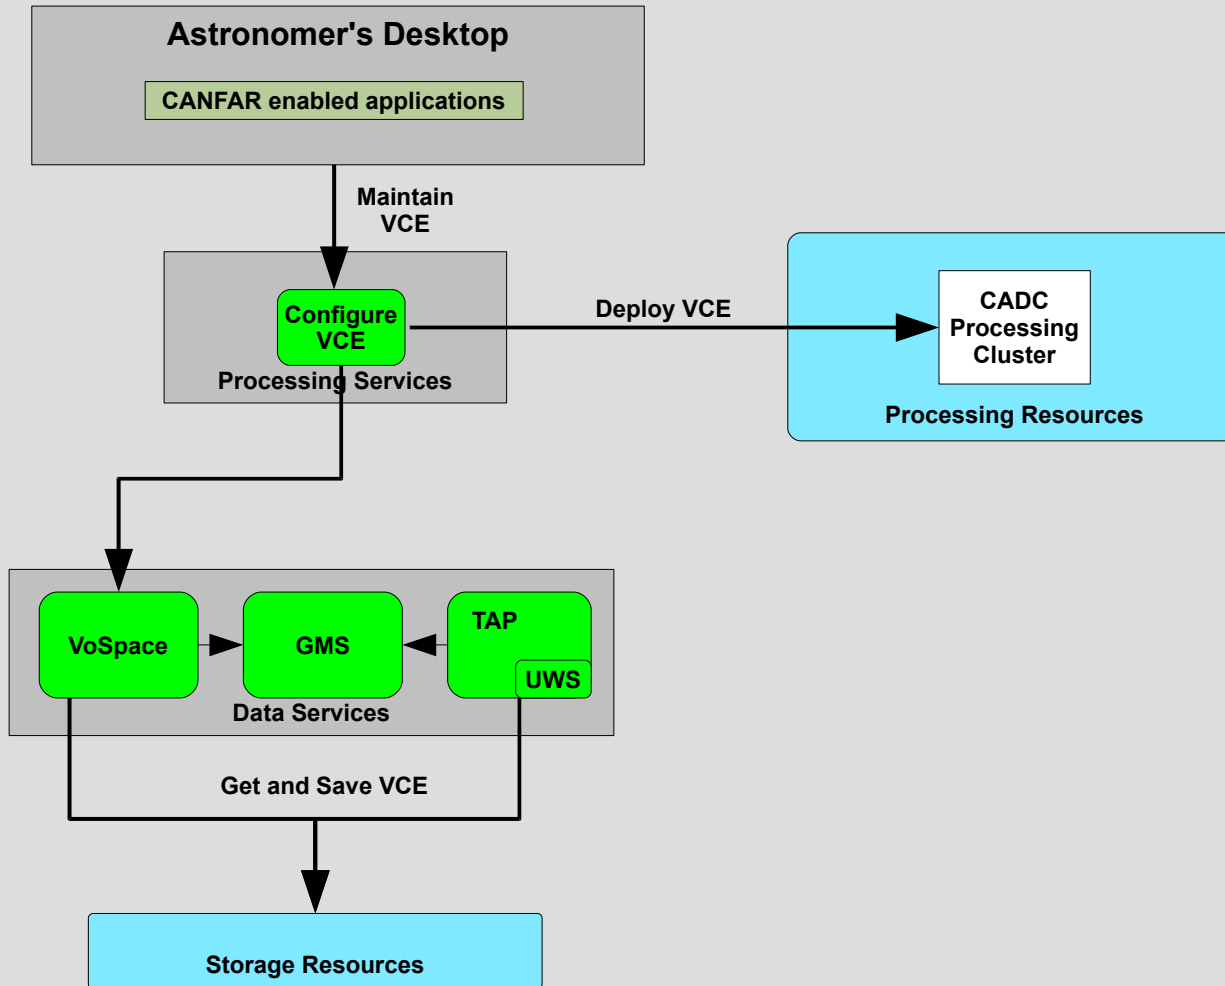 Astronomer's Desktop
CANFAR enabled applications
Maintain
VCE
Configure
VCE
Processing Services
Deploy VCE
CADC
Processing
Cluster
Processing Resources
VoSpace
GMS
TAP
UWS
Data Services
Get and Save VCE
Storage Resources